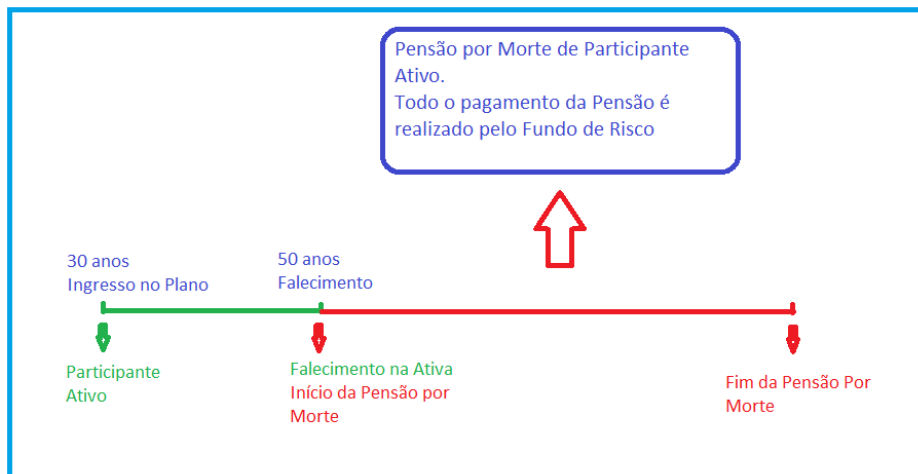 Pensão por Morte de Participante
Ativo.
Todo o pagamento da Pensão é
realizado pelo Fundo de Risco
30 anos
Ingresso no Plano
50 anos
Falecimento
Participante
Ativo
Falecimento na Ativa
Início da Pensão por
Morte
Fim da Pensão Por
Morte